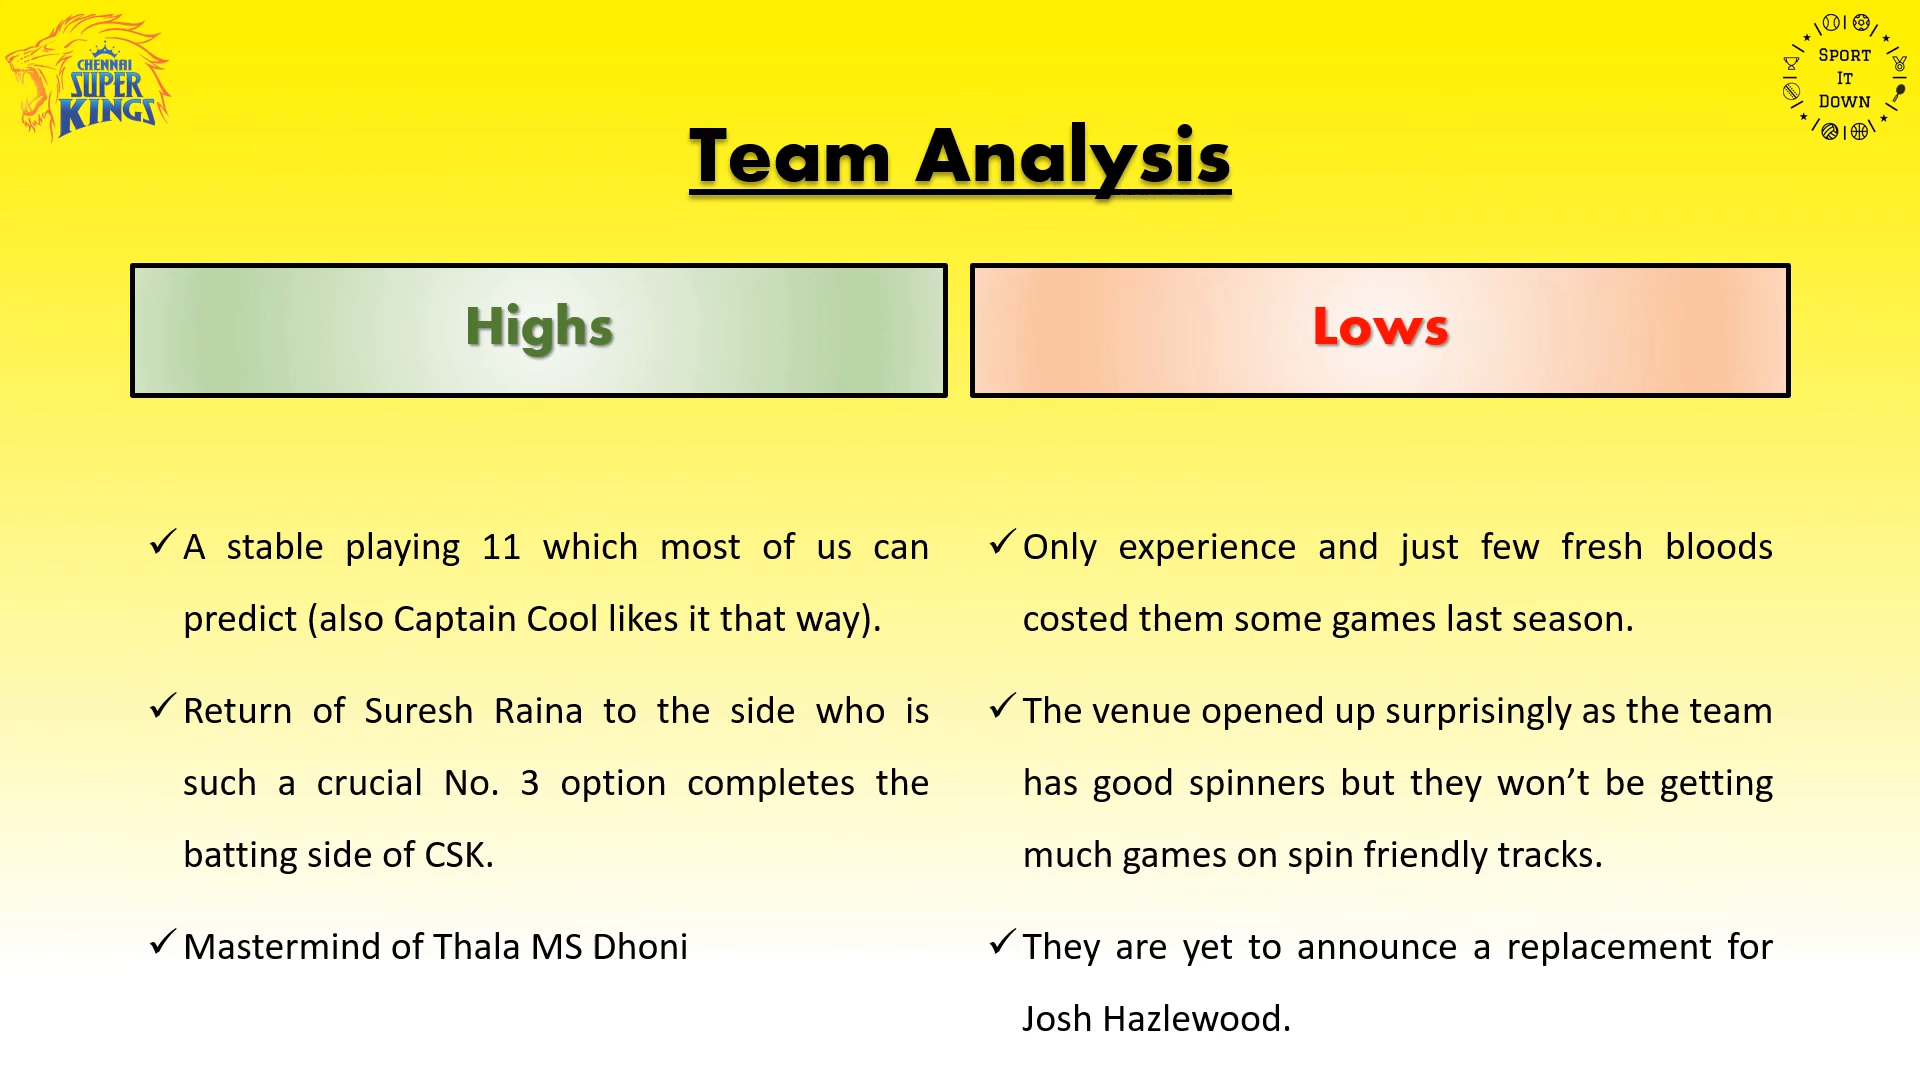 CHENNAI
SUPER
KINGS
SPORT
IT
DOWN
Team Analysis
Highs
Lows
✓ A stable playing 11 which most of us can
predict (also Captain Cool likes it that way).
✓ Return of Suresh Raina to the side who is
such a crucial No. 3 option completes the
batting side of CSK.
✓ Mastermind of Thala MS Dhoni
✓ Only experience and just few fresh bloods
costed them some games last season.
✓ The venue opened up surprisingly as the team
has good spinners but they won’t be getting
much games on spin friendly tracks.
✓ They are yet to announce a replacement for
Josh Hazlewood.